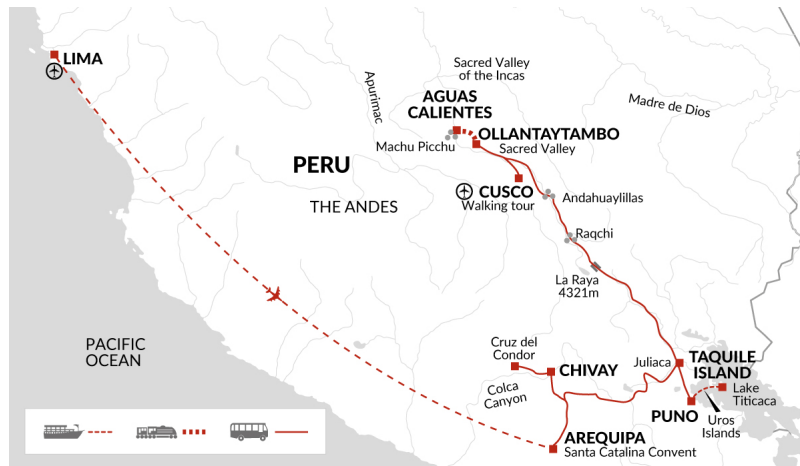 LIMA
Sacred Valley
of the Incas
Apurimac
AGUAS
CALIENTES
Madre de Dios
OLLANTAYTAMBO
Machu Picchu
Sacred Valley
PERU
CUSCO
Walking tour
Andahuaylillas
THE ANDES
Raqchi
La Raya
4321m
PACIFIC
OCEAN
Cruz del
Condor
CHIVAY
Juliaca
TAQUILE
ISLAND
Colca
Canyon
Lake
Titicaca
PUNO
Uros
Islands
AREQUIPA
Santa Catalina Convent